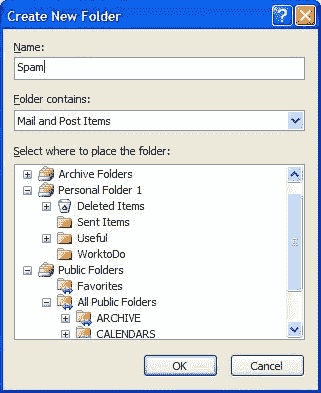 Create New Folder
Name:
Spam
Folder contains:
Mail and Post Items
Select where to place the folder:
Archive Folders
Personal Folder 1
Deleted Items
Sent Items
Useful
WorktoDo
Public Folders
Favorites
All Public Folders
ARCHIVE
CALENDARS
OK Cancel